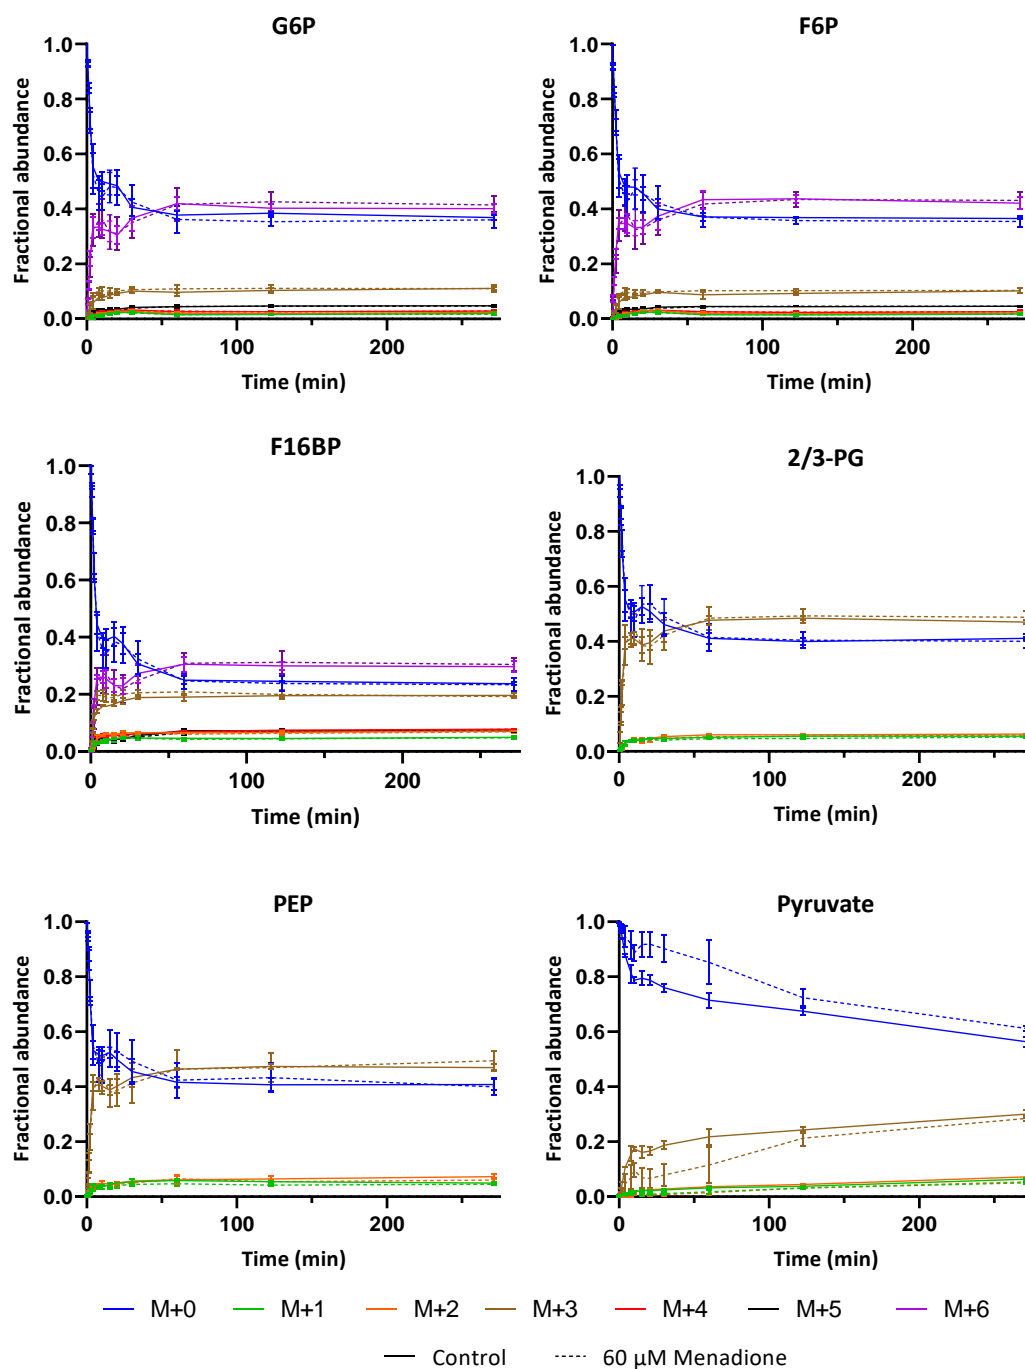 G6P
F6P
1.0
0.8
0.6
0.4
0.2
0.0
Fractional abundance
0
100
200
Time (min)
1.0
0.8
0.6
0.4
0.2
0.0
Fractional abundance
0
100
200
Time (min)
F16BP
2/3-PG
1.0
0.8
0.6
0.4
0.2
0.0
Fractional abundance
0
100
200
Time (min)
1.0
0.8
0.6
0.4
0.2
0.0
Fractional abundance
0
100
200
Time (min)
PEP
Pyruvate
1.0
0.8
0.6
0.4
0.2
0.0
Fractional abundance
0
100
200
Time (min)
1.0
0.8
0.6
0.4
0.2
0.0
Fractional abundance
0
100
200
Time (min)
M+0 M+1 M+2 M+3 M+4 M+5 M+6
Control 60 µM Menadione